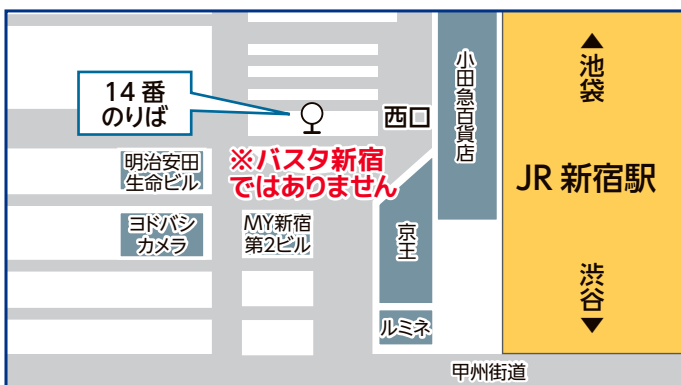 14番
のりば
西口
※バスタ新宿
ではありません
明治安田
生命ビル
ヨドバシ
カメラ
MY新宿
第2ビル
小田急百貨店
京王
ルミネ
▲
池袋
JR 新宿駅
渋谷
▼
甲州街道